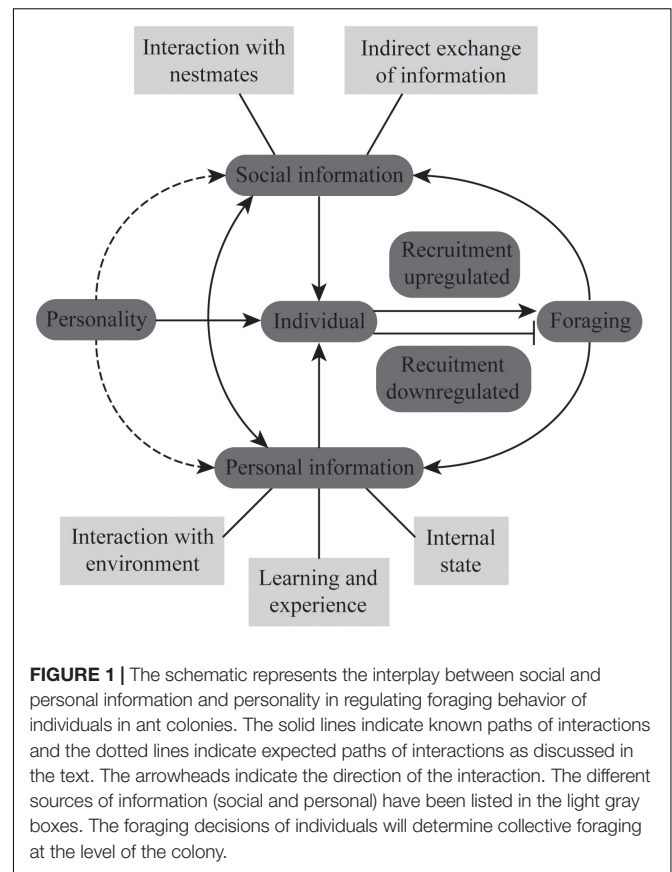 Interaction with
nestmates
Indirect exchange
of information
Social information
Recruitment
upregulated
Personality
Individual
Foraging
Recuitment
downregulated
Personal information
Interaction with
environment
Learning and
experience
Internal
state
FIGURE 1 | The schematic represents the interplay between social and
personal information and personality in regulating foraging behavior of
individuals in ant colonies. The solid lines indicate known paths of interactions
and the dotted lines indicate expected paths of interactions as discussed in
the text. The arrowheads indicate the direction of the interaction. The different
sources of information (social and personal) have been listed in the light gray
boxes. The foraging decisions of individuals will determine collective foraging
at the level of the colony.